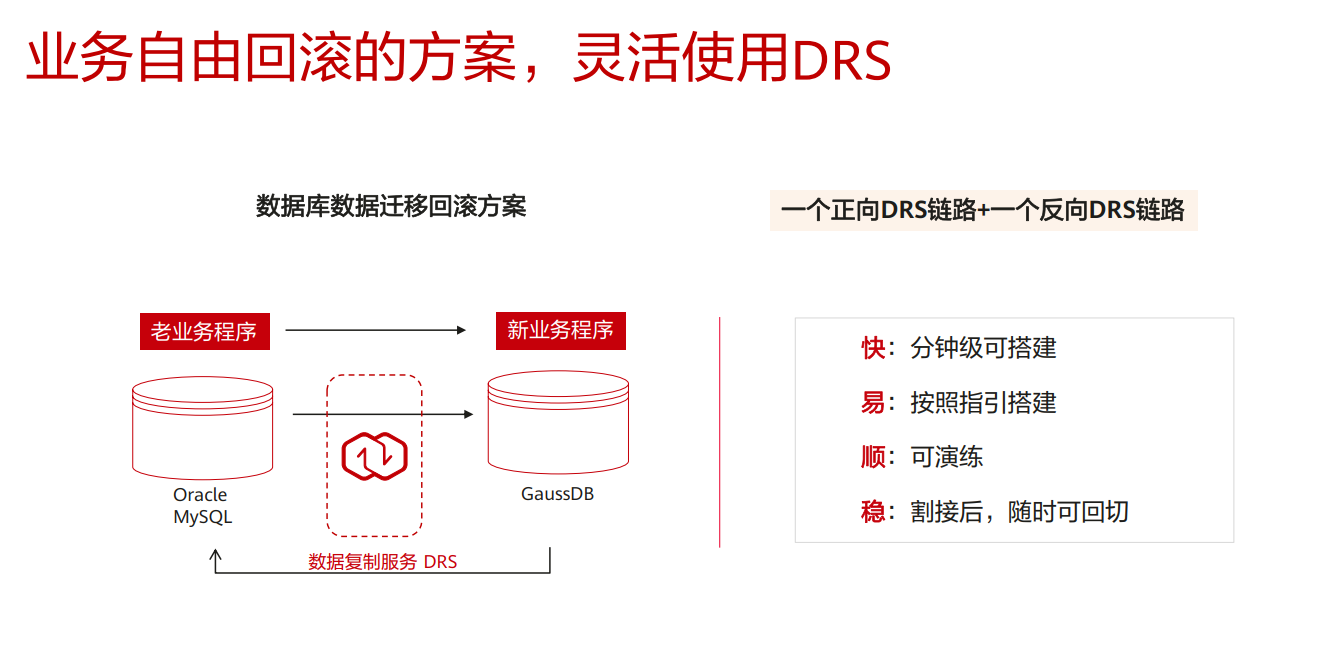 业务自由回滚的方案，灵活使用DRS
数据库数据迁移回滚方案
老业务程序
新业务程序
Oracle
MySQL
GaussDB
数据复制服务 DRS
一个正向DRS链路+一个反向DRS链路
快：分钟级可搭建
易：按照指引搭建
顺：可演练
稳：割接后，随时可回切